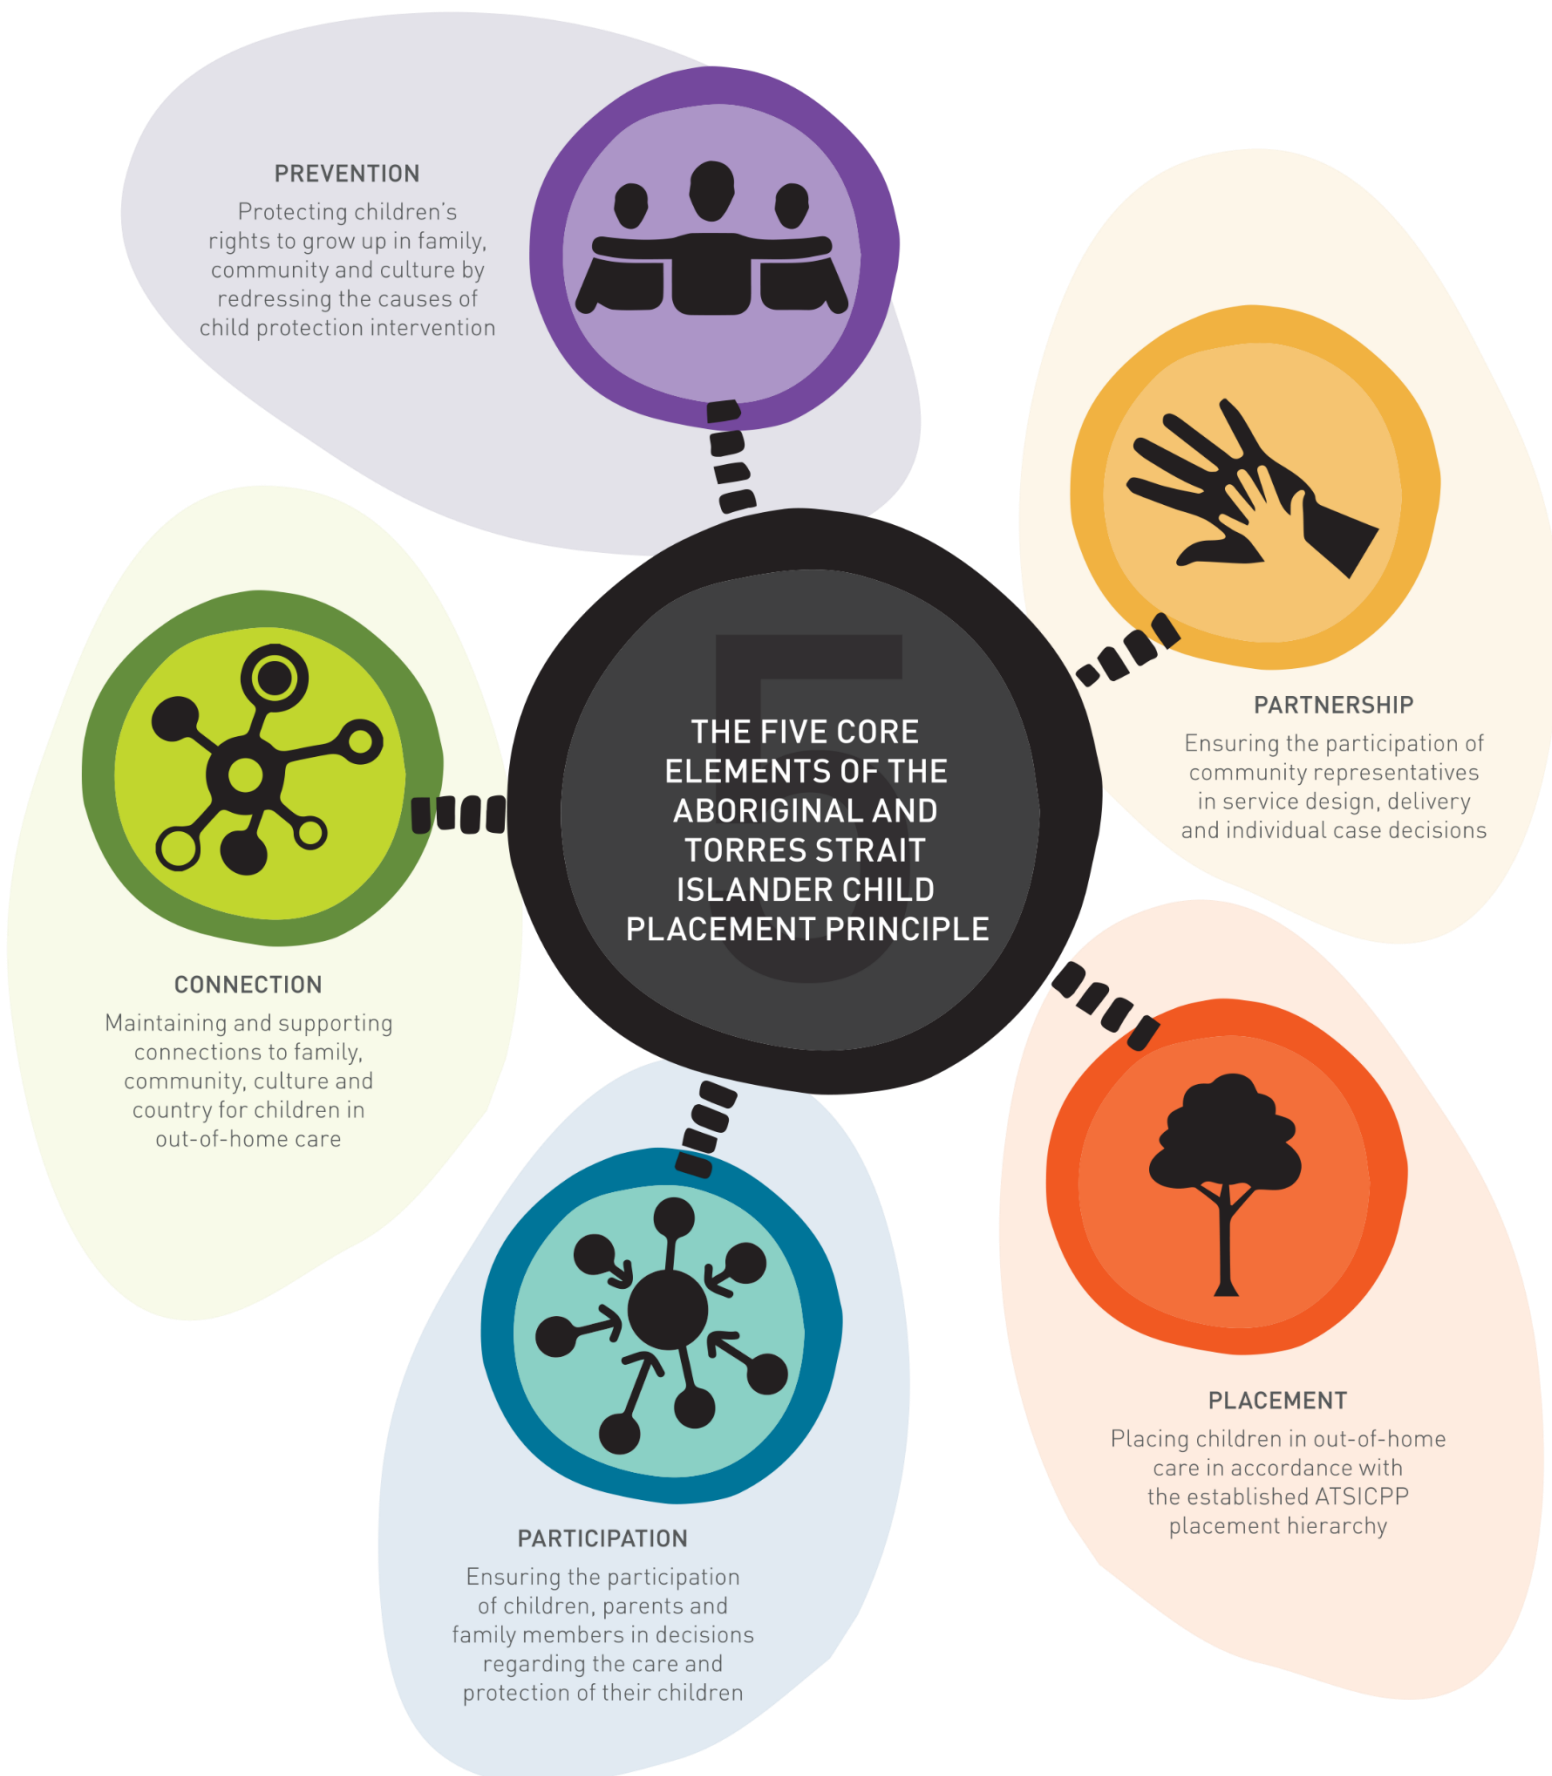 PREVENTION
Protecting children's
rights to grow up in family,
community and culture by
redressing the causes of
child protection intervention
PARTNERSHIP
Ensuring the participation of
community representatives
in service design, delivery
and individual case decisions
5
THE FIVE CORE
ELEMENTS OF THE
ABORIGINAL AND
TORRES STRAIT
ISLANDER CHILD
PLACEMENT PRINCIPLE
CONNECTION
Maintaining and supporting
connections to family,
community, culture and
country for children in
out-of-home care
PLACEMENT
Placing children in out-of-home
care in accordance with
the established ATSICPP
placement hierarchy
PARTICIPATION
Ensuring the participation
of children, parents and
family members in decisions
regarding the care and
protection of their children